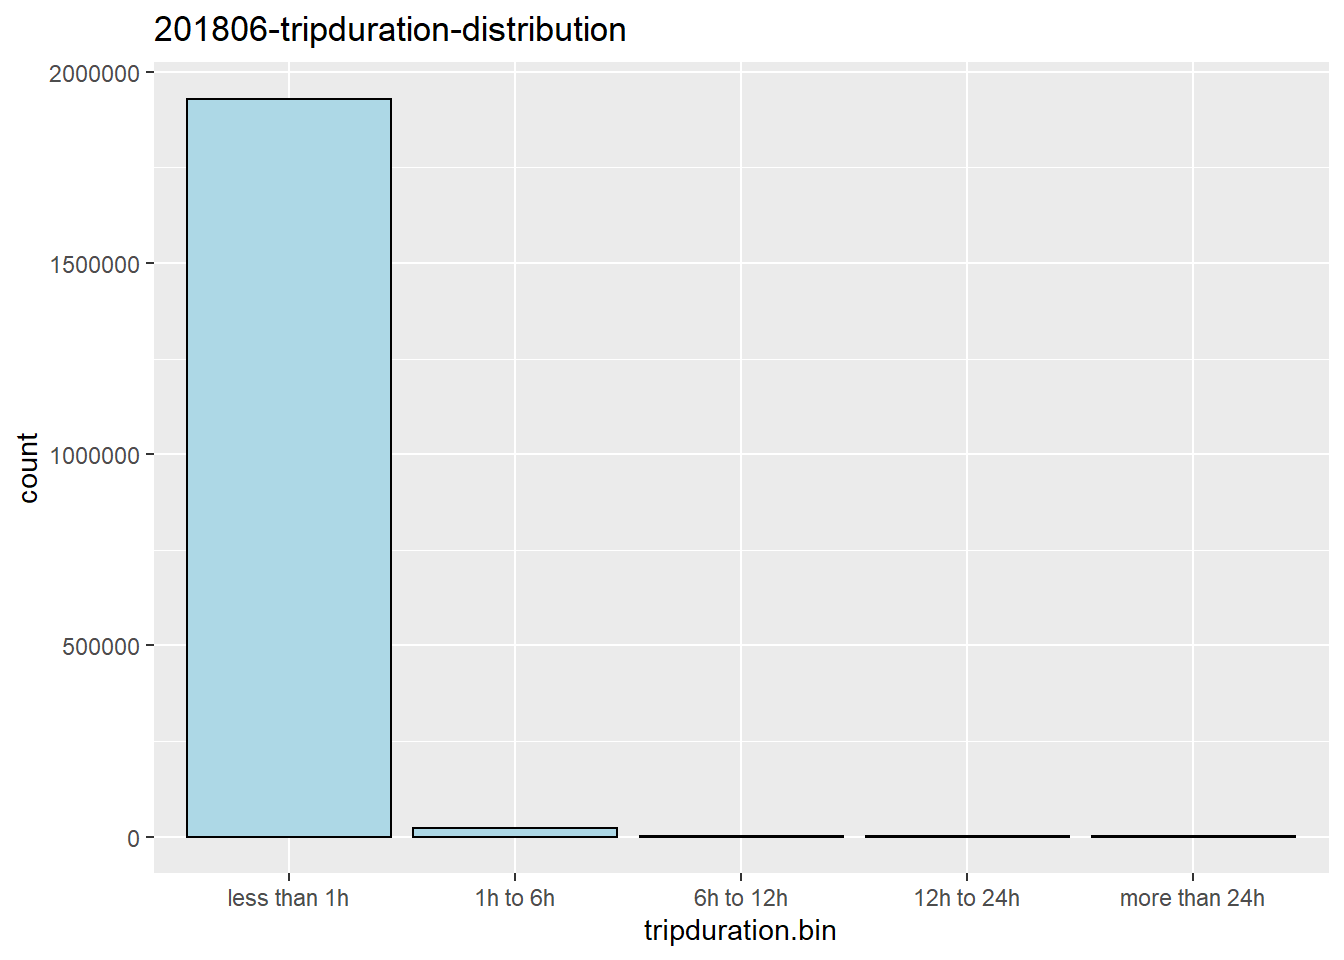 201806-tripduration-distribution
2000000
1500000
1000000
500000
0
count
less than 1h
1h to 6h
6h to 12h
12h to 24h
more than 24h
tripduration.bin